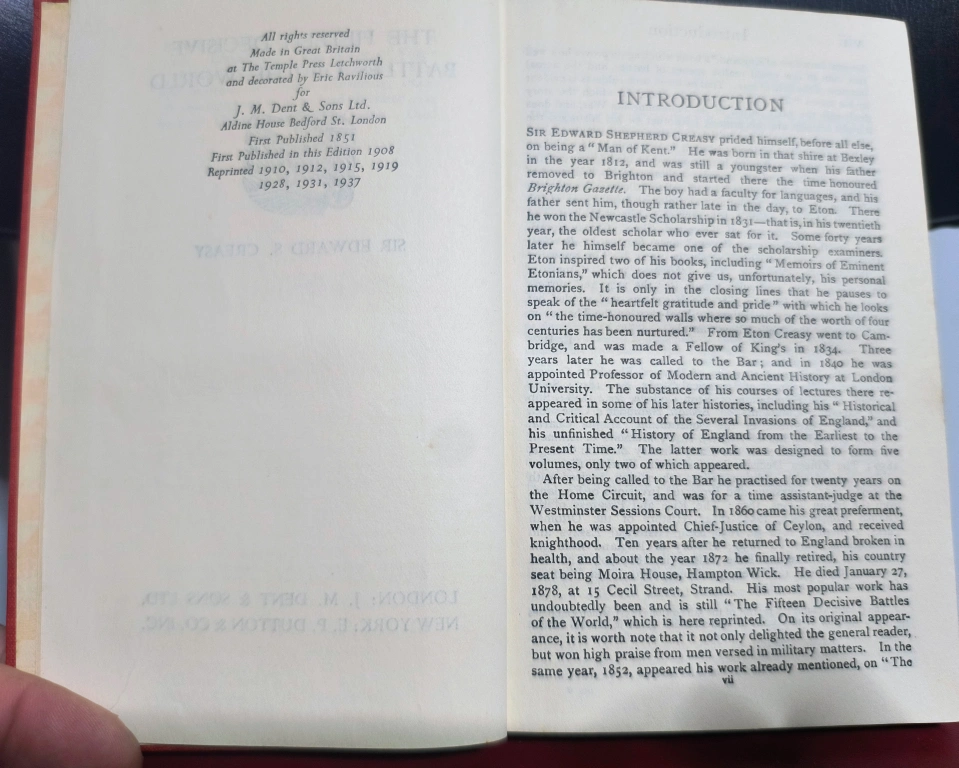 All rights reserved
Made in Great Britain
at The Temple Press Letchworth
and decorated by Eric Ravilious
for
J. M. Dent & Sons Ltd.
Aldine House Bedford St. London
First Published 1851
First Published in this Edition 1908
Reprinted 1910, 1912, 1915, 1919
1928, 1931, 1937
INTRODUCTION
SIR EDWARD SHEPHERD CREASY prided himself, before all else,
on being a "Man of Kent." He was born in that shire at Bexley
in the year 1812, and was still a youngster when his father
removed to Brighton and started there the time honoured
Brighton Gazette. The boy had a faculty for languages, and his
father sent him, though rather late in the day, to Eton. There
he won the Newcastle Scholarship in 1831—that is, in his twentieth
year, the oldest scholar who ever sat for it. Some forty years
later he himself became one of the scholarship examiners.
Eton inspired two of his books, including "Memoirs of Eminent
Etonians," which does not give us, unfortunately, his personal
memories. It is only in the closing lines that he pauses to
speak of the "heartfelt gratitude and pride" with which he looks
on "the time-honoured walls where so much of the worth of four
centuries has been nurtured." From Eton Creasy went to Cam-
bridge, and was made a Fellow of King's in 1834. Three
years later he was called to the Bar; and in 1840 he was
appointed Professor of Modern and Ancient History at London
University. The substance of his courses of lectures there re-
appeared in some of his later histories, including his "Historical
and Critical Account of the Several Invasions of England," and
his unfinished "History of England from the Earliest to the
Present Time." The latter work was designed to form five
volumes, only two of which appeared.
After being called to the Bar he practised for twenty years on
the Home Circuit, and was for a time assistant-judge at the
Westminster Sessions Court. In 1860 came his great preferment,
when he was appointed Chief-Justice of Ceylon, and received
knighthood. Ten years after he returned to England broken in
health, and about the year 1872 he finally retired, his country
seat being Moira House, Hampton Wick. He died January 27,
1878, at 15 Cecil Street, Strand. His most popular work has
undoubtedly been and is still "The Fifteen Decisive Battles
of the World," which is here reprinted. On its original appear-
ance, it is worth note that it not only delighted the general reader,
but won high praise from men versed in military matters. In the
same year, 1852, appeared his work already mentioned, on "The
vii